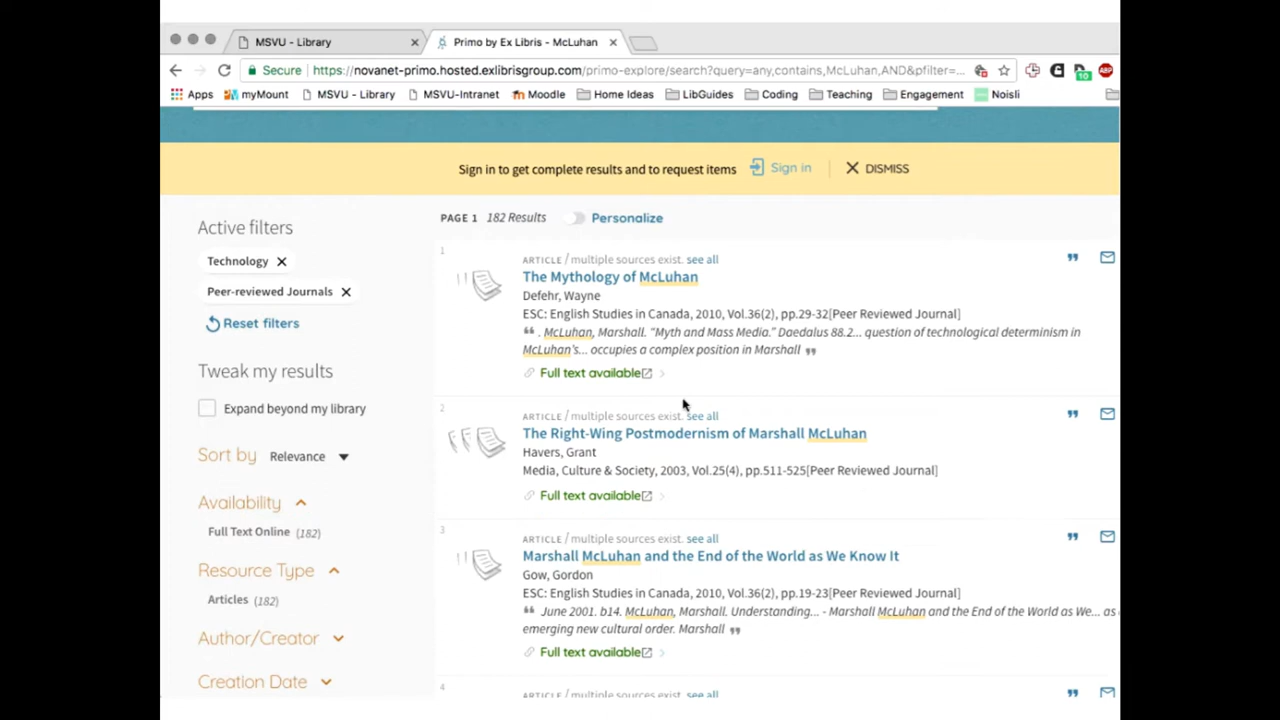 MSVU - Library
Primo by Ex Libris - McLuhan
Secure https://novanet-primo.hosted.exlibrisgroup.com/primo-explore/search?query=any,contains,McLuhan,AND&pfilter=...
10
ABP
Apps myMount MSVU - Library MSVU-Intranet Moodle Home Ideas LibGuides Coding Teaching Engagement Noisli
Sign in to get complete results and to request items Sign in DISMISS
Active filters
Technology
Peer-reviewed Journals
Reset filters
Tweak my results
Expand beyond my library
Sort by Relevance
Availability
Full Text Online (182)
Resource Type
Articles (182)
Author/Creator
Creation Date
PAGE 1 182 Results Personalize
1
ARTICLE / multiple sources exist. see all
The Mythology of McLuhan
Defehr, Wayne
ESC: English Studies in Canada, 2010, Vol.36(2), pp.29-32[Peer Reviewed Journal]
❝ . McLuhan, Marshall. "Myth and Mass Media." Daedalus 88.2... question of technological determinism in
McLuhan's... occupies a complex position in Marshall ❞
Full text available
2
ARTICLE / multiple sources exist. see all
The Right-Wing Postmodernism of Marshall McLuhan
Havers, Grant
Media, Culture & Society, 2003, Vol.25(4), pp.511-525[Peer Reviewed Journal]
Full text available
3
ARTICLE / multiple sources exist. see all
Marshall McLuhan and the End of the World as We Know It
Gow, Gordon
ESC: English Studies in Canada, 2010, Vol.36(2), pp.19-23[Peer Reviewed Journal]
❝ June 2001. b14. McLuhan, Marshall. Understanding... - Marshall McLuhan and the End of the World as We... as
emerging new cultural order. Marshall ❞
Full text available
4
ARTICLE / multiple sources exist. see all